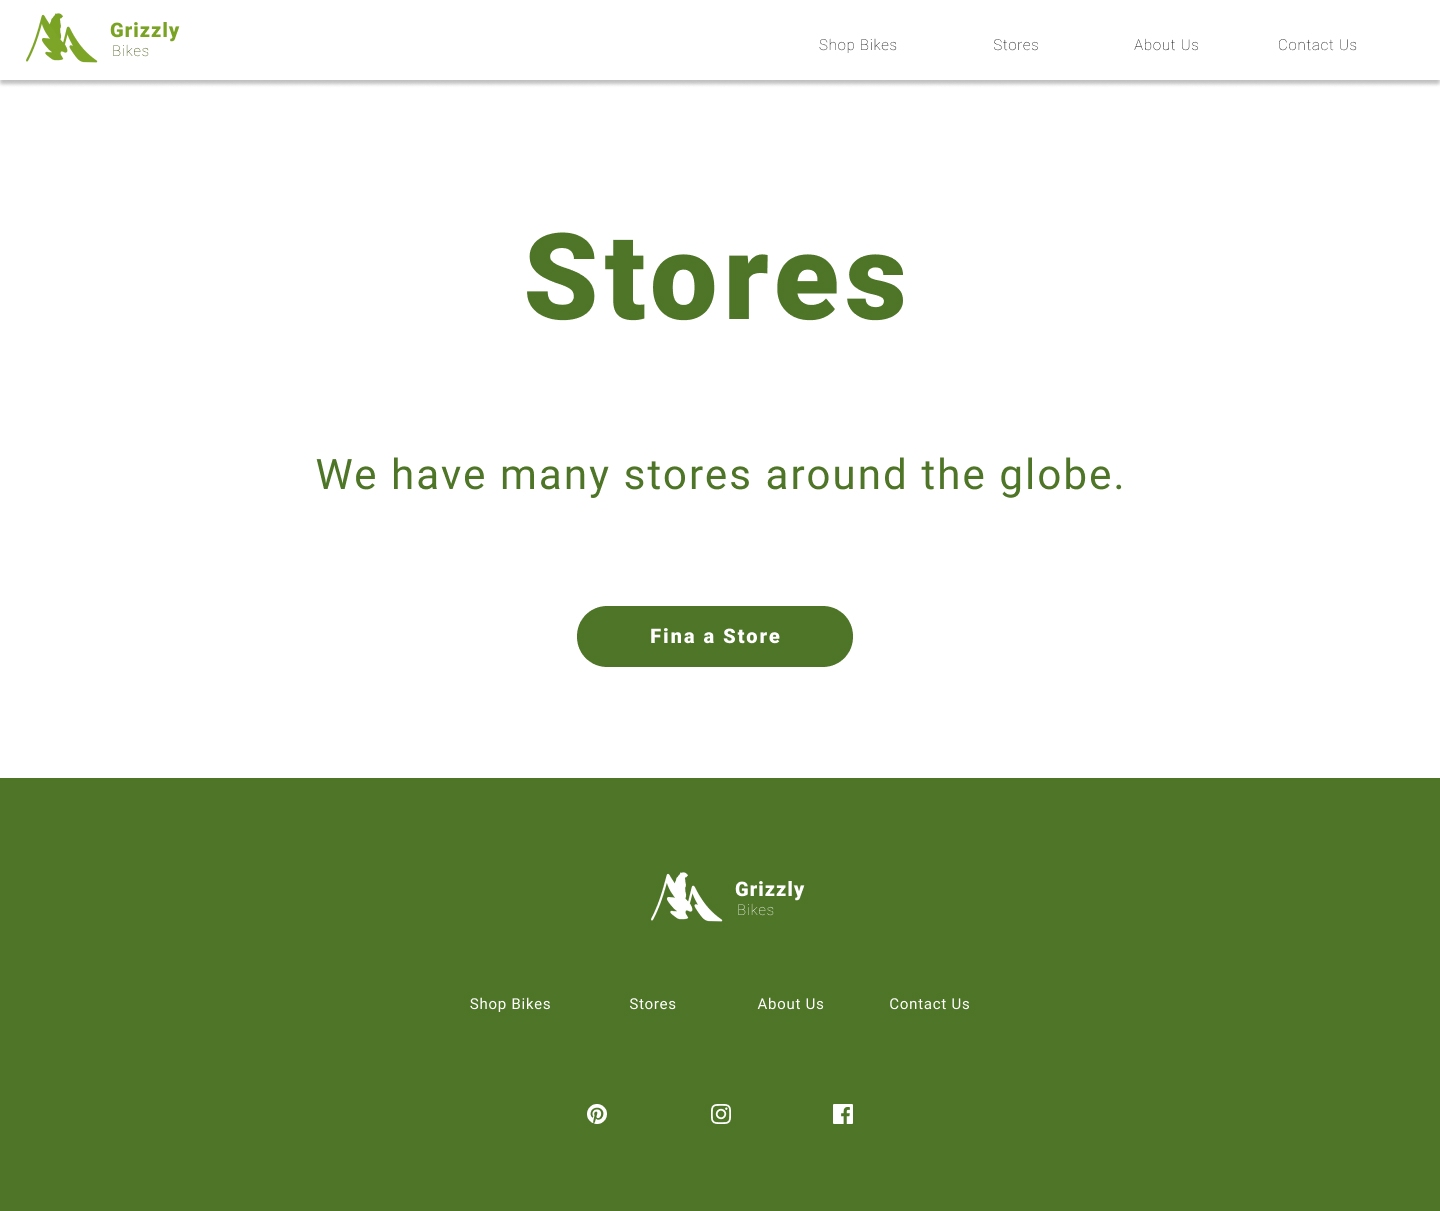 Grizzly
Bikes
Shop Bikes Stores About Us Contact Us
Stores
We have many stores around the globe.
Fina a Store
Grizzly
Bikes
Shop Bikes Stores About Us Contact Us